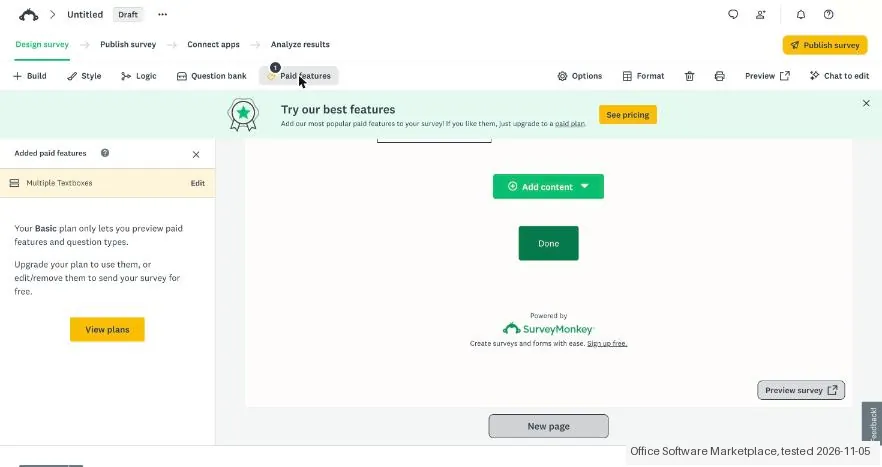 Untitled
Draft
Design survey
Publish survey
Connect apps
Analyze results
Publish survey
Build
Style
Logic
Question bank
1
Paid features
Options
Format
Preview
Chat to edit
Try our best features
Add our most popular paid features to your survey! If you like them, just upgrade to a paid plan.
See pricing
Added paid features
Multiple Textboxes
Edit
Your Basic plan only lets you preview paid
features and question types.
Upgrade your plan to use them, or
edit/remove them to send your survey for
free.
View plans
Add content
Done
Powered by
SurveyMonkey
Create surveys and forms with ease. Sign up free.
Preview survey
New page
Feedback!
Office Software Marketplace, tested 2026-11-05